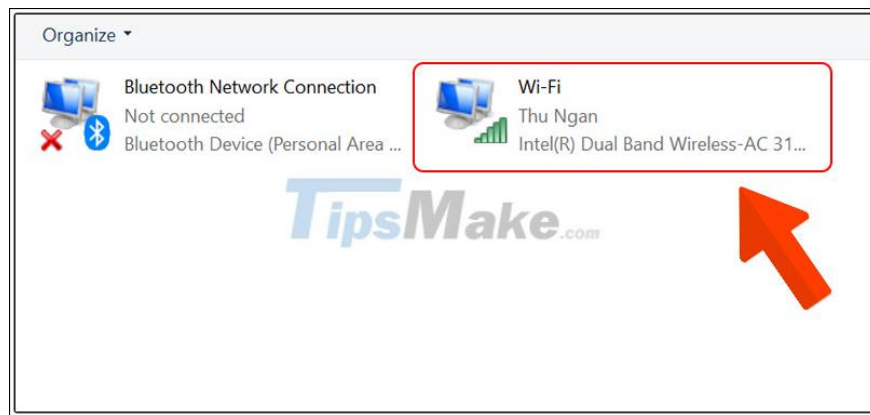 Organize
Bluetooth Network Connection
Not connected
Bluetooth Device (Personal Area ...
Wi-Fi
Thu Ngan
Intel(R) Dual Band Wireless-AC 31...
TipsMake.com